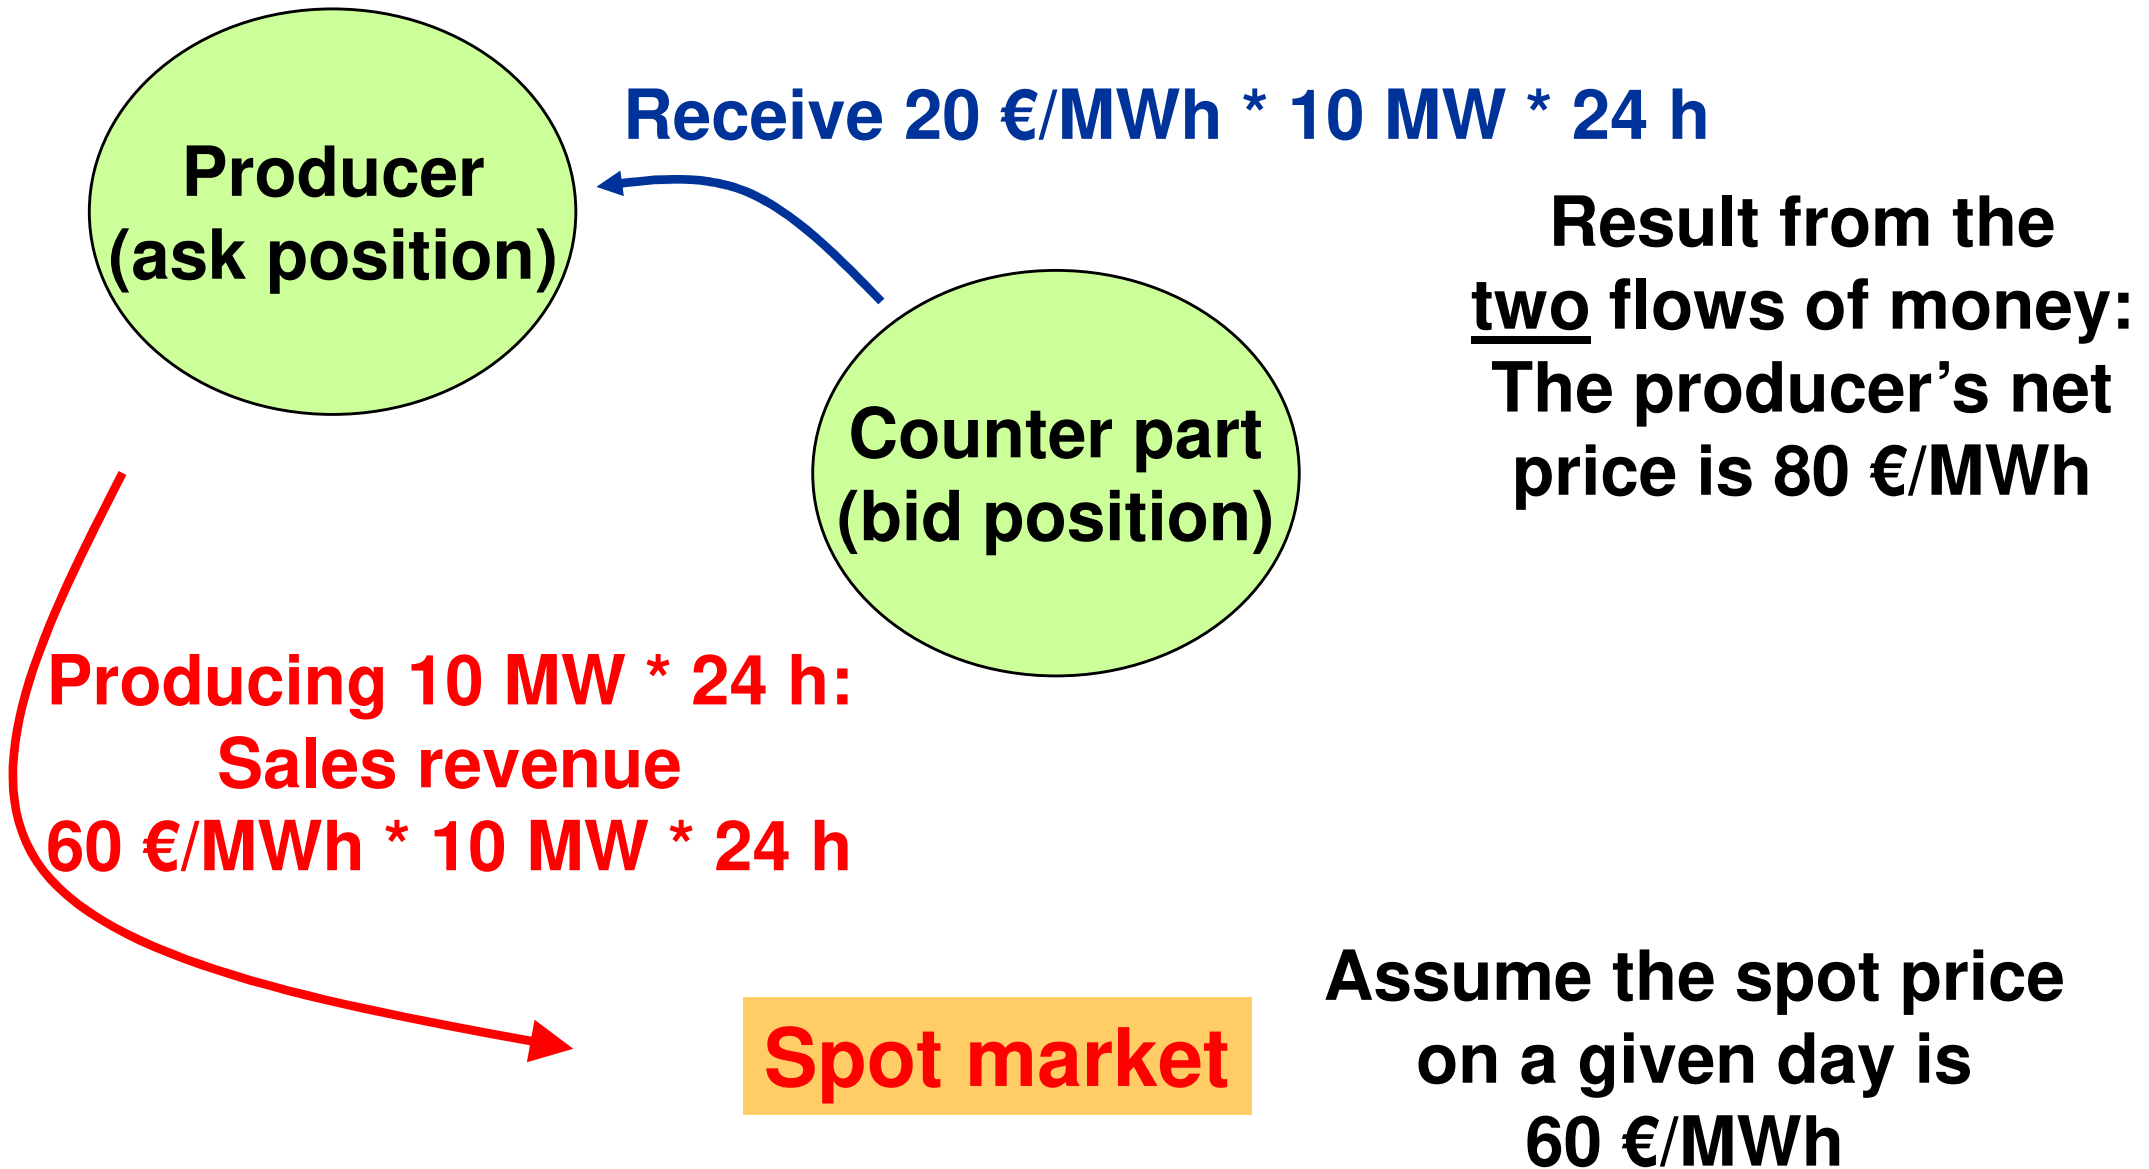 Producer
(ask position)
Receive 20 €/MWh * 10 MW * 24 h
Result from the
two flows of money:
The producer’s net
price is 80 €/MWh
Counter part
(bid position)
Producing 10 MW * 24 h:
Sales revenue
60 €/MWh * 10 MW * 24 h
Spot market
Assume the spot price
on a given day is
60 €/MWh